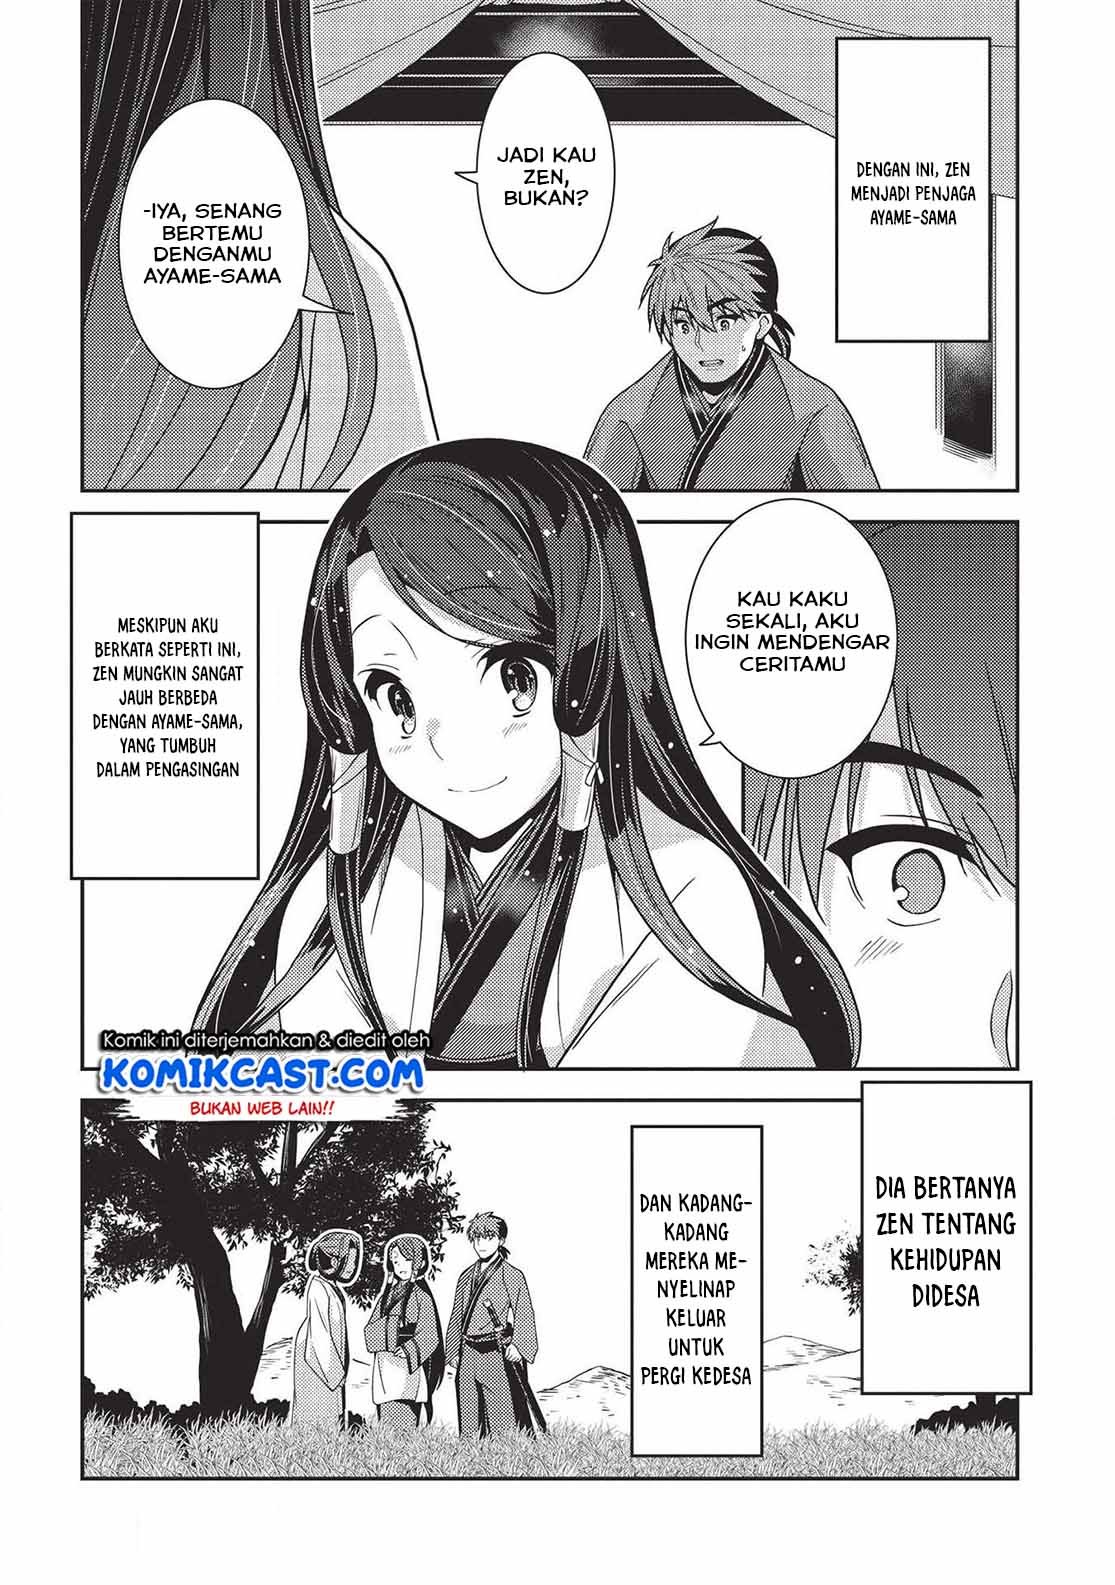 DENGAN INI, ZEN
MENJADI PENJAGA
AYAME-SAMA
JADI KAU
ZEN,
BUKAN?
-IYA, SENANG
BERTEMU
DENGANMU
AYAME-SAMA
KAU KAKU
SEKALI, AKU
INGIN MENDENGAR
CERITAMU
MESKIPUN AKU
BERKATA SEPERTI INI,
ZEN MUNGKIN SANGAT
JAUH BERBEDA
DENGAN AYAME-SAMA,
YANG TUMBUH
DALAM PENGASINGAN
Komik ini diterjemahkan & diedit oleh
KOMIKCAST.COM
BUKAN WEB LAIN!!
DIA BERTANYA
ZEN TENTANG
KEHIDUPAN
DIDESA
DAN KADANG-
KADANG
MEREKA ME-
NYELINAP
KELUAR
UNTUK
PERGI KEDESA